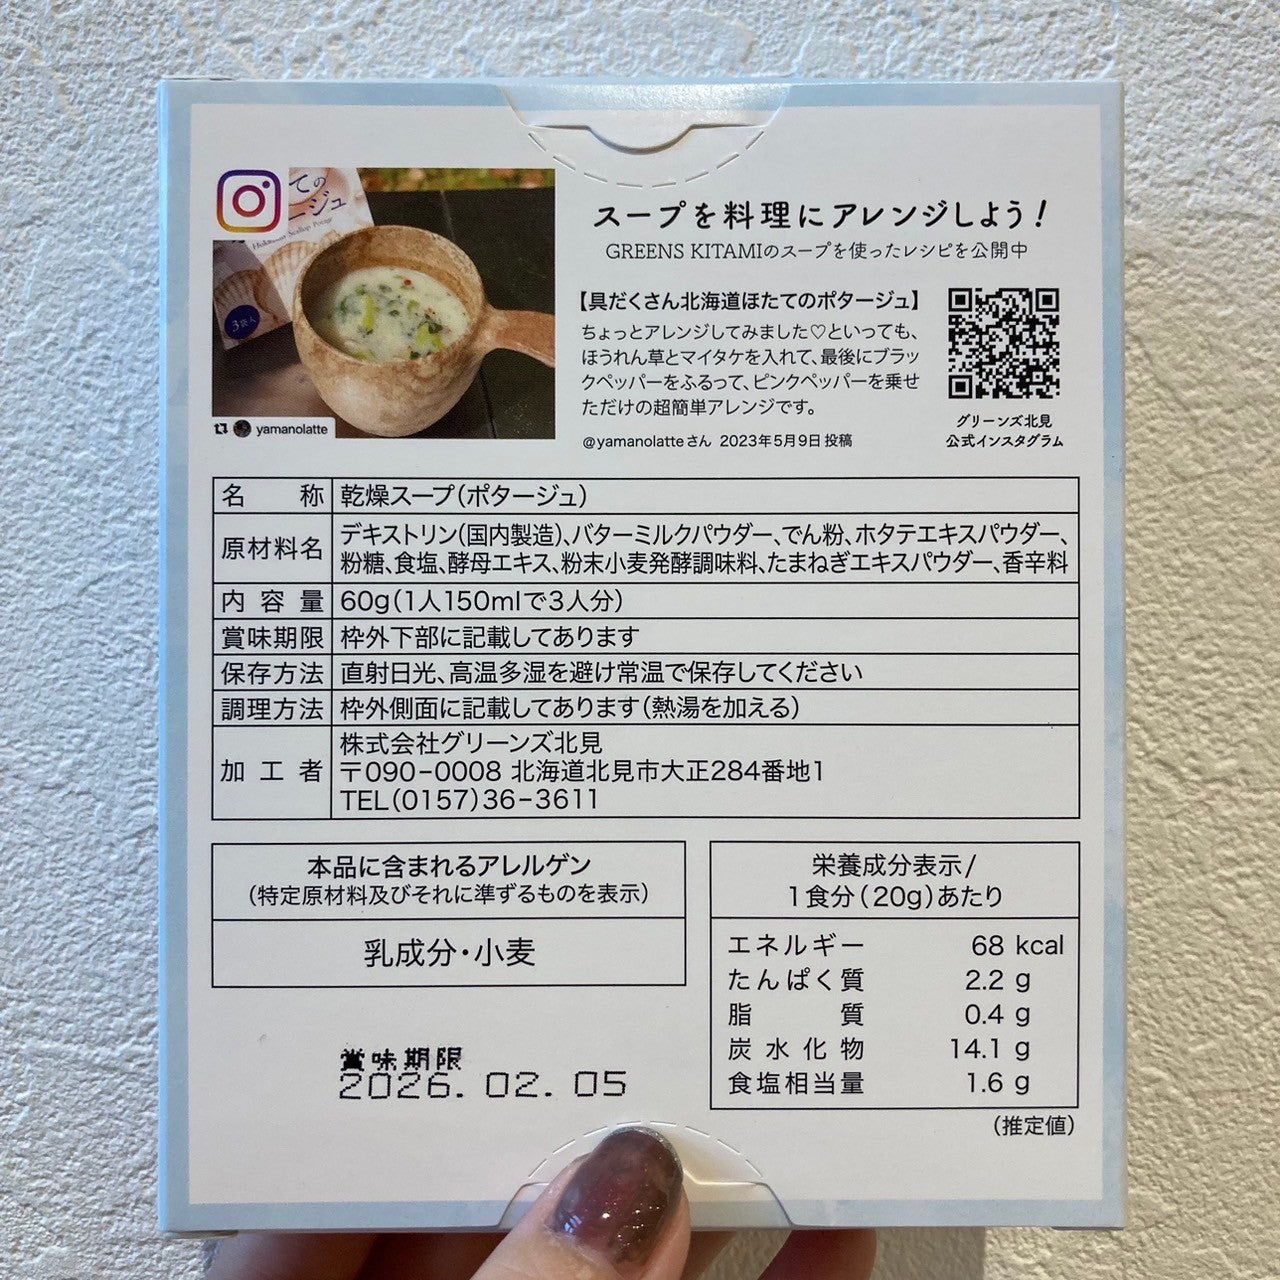 ての
ージュ
Hokkaido Scallop Potage
3袋入
yamanolatte
スープを料理にアレンジしよう!
GREENS KITAMIのスープを使ったレシピを公開中
【具だくさん北海道ほたてのポタージュ】
ちょっとアレンジしてみました♡といっても、
ほうれん草とマイタケを入れて、最後にブラッ
クペッパーをふるって、ピンクペッパーを乗せ
ただけの超簡単アレンジです。
@yamanolatteさん 2023年5月9日投稿
グリーンズ北見
公式インスタグラム
名称 乾燥スープ(ポタージュ)
原材料名 デキストリン(国内製造)、バターミルクパウダー、でん粉、ホタテエキスパウダー、
粉糖、食塩、酵母エキス、粉末小麦発酵調味料、たまねぎエキスパウダー、香辛料
内容量 60g(1人150mlで3人分)
賞味期限 枠外下部に記載してあります
保存方法 直射日光、高温多湿を避け常温で保存してください
調理方法 枠外側面に記載してあります(熱湯を加える)
加工者 株式会社グリーンズ北見
〒090-0008 北海道北見市大正284番地1
TEL(0157)36-3611
本品に含まれるアレルゲン
(特定原材料及びそれに準ずるものを表示)
乳成分・小麦
栄養成分表示/
1食分(20g)あたり
エネルギー 68 kcal
たんぱく質 2.2 g
脂質 0.4 g
炭水化物 14.1 g
食塩相当量 1.6 g
(推定値)
賞味期限
2026.02.05